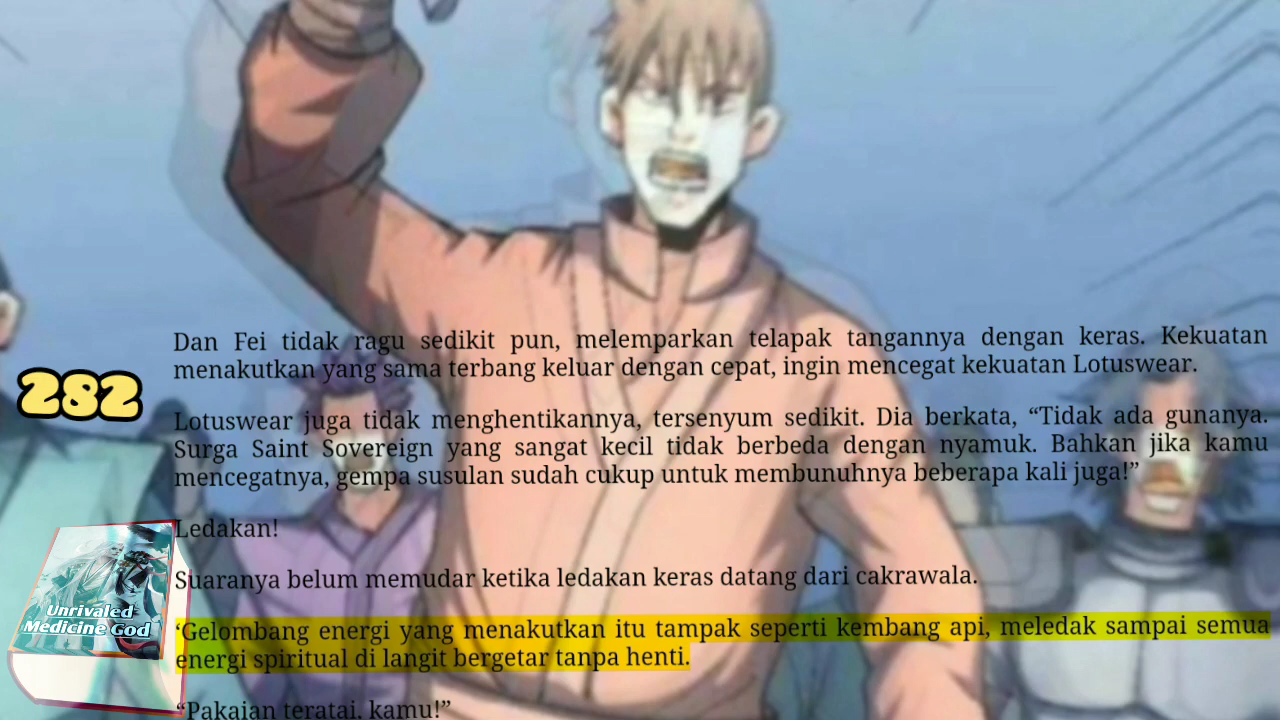 Dan Fei tidak ragu sedikit pun, melemparkan telapak tangannya dengan keras. Kekuatan
menakutkan yang sama terbang keluar dengan cepat, ingin mencegat kekuatan Lotuswear.
282
Lotuswear juga tidak menghentikannya, tersenyum sedikit. Dia berkata, “Tidak ada gunanya.
Surga Saint Sovereign yang sangat kecil tidak berbeda dengan nyamuk. Bahkan jika kamu
mencegatnya, gempa susulan sudah cukup untuk membunuhnya beberapa kali juga!”
Ledakan!
Suaranya belum memudar ketika ledakan keras datang dari cakrawala.
Unrivaled
Medicine God
‘Gelombang energi yang menakutkan itu tampak seperti kembang api, meledak sampai semua
energi spiritual di langit bergetar tanpa henti.
“Pakaian teratai, kamu!”